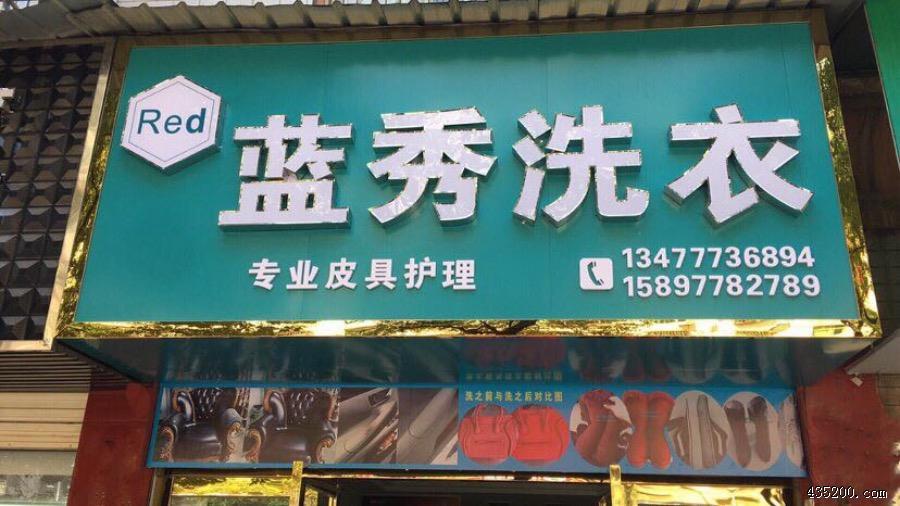 Red
蓝秀洗衣
专业皮具护理
13477736894
15897782789
洗之前与洗之后对比图
435200.com